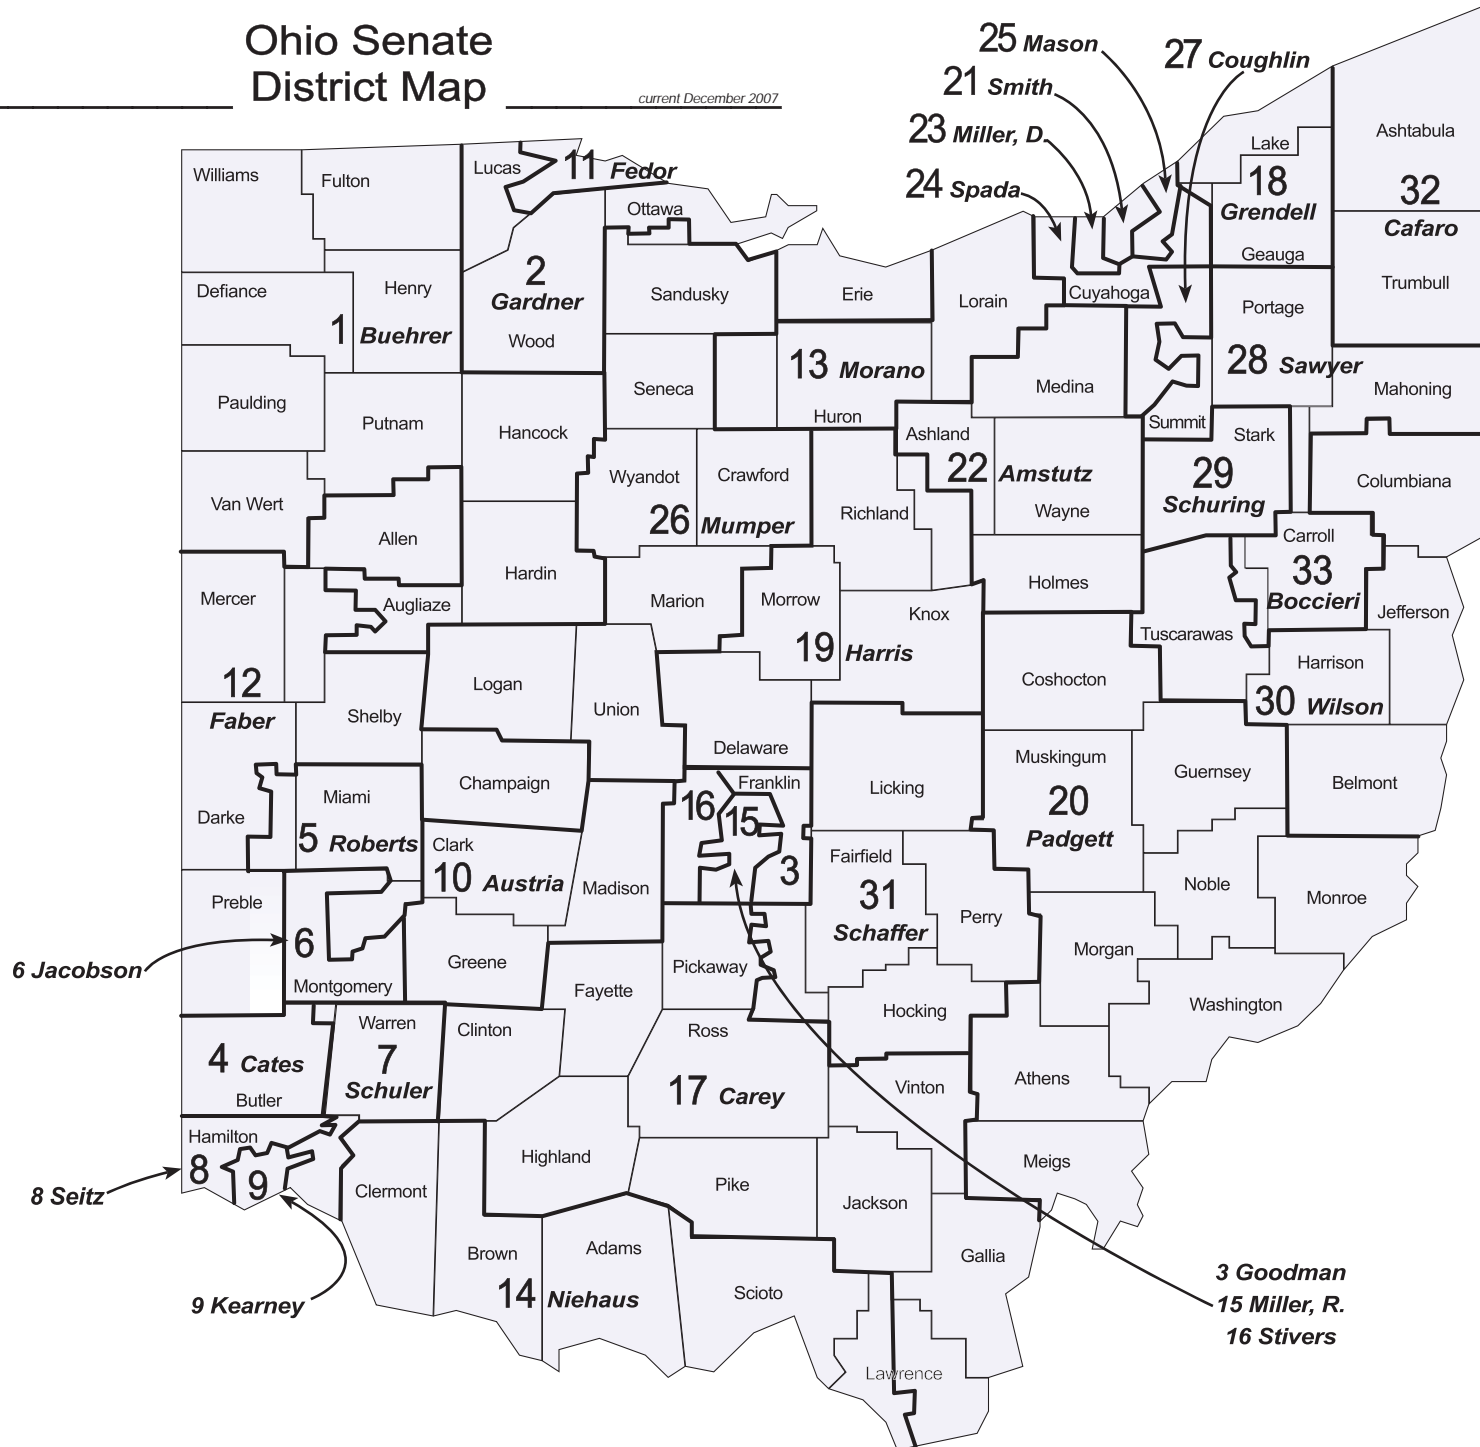 Ohio Senate
District Map
current December 2007
25 Mason
27 Coughlin
21 Smith
23 Miller, D.
24 Spada
Williams
Fulton
Lucas
11 Fedor
Ottawa
Lake
18
Grendell
Geauga
Ashtabula
32
Cafaro
Trumbull
Defiance
Henry
1 Buehrer
2
Gardner
Wood
Sandusky
Erie
Lorain
Cuyahoga
Portage
28 Sawyer
Mahoning
Paulding
Putnam
Hancock
Seneca
13 Morano
Huron
Medina
Summit
Stark
29
Schuring
Columbiana
Van Wert
Allen
Wyandot
Crawford
26 Mumper
Richland
Ashland
22 Amstutz
Wayne
Carroll
33
Boccieri
Jefferson
Mercer
Augliaze
Hardin
Marion
Morrow
Knox
19 Harris
Holmes
Tuscarawas
Harrison
30 Wilson
12
Faber
Shelby
Logan
Union
Delaware
Coshocton
Darke
Miami
5 Roberts
Champaign
Clark
10 Austria
Madison
Franklin
16
15
3
Licking
Muskingum
20
Padgett
Guernsey
Belmont
Preble
6
6 Jacobson
Montgomery
Greene
Fayette
Pickaway
Fairfield
31
Schaffer
Perry
Morgan
Noble
Monroe
Washington
Hocking
4 Cates
Butler
Warren
7
Schuler
Clinton
Ross
17 Carey
Vinton
Athens
Hamilton
8
9
8 Seitz
Clermont
Highland
Pike
Jackson
Meigs
9 Kearney
Brown
Adams
14 Niehaus
Scioto
Gallia
Lawrence
3 Goodman
15 Miller, R.
16 Stivers